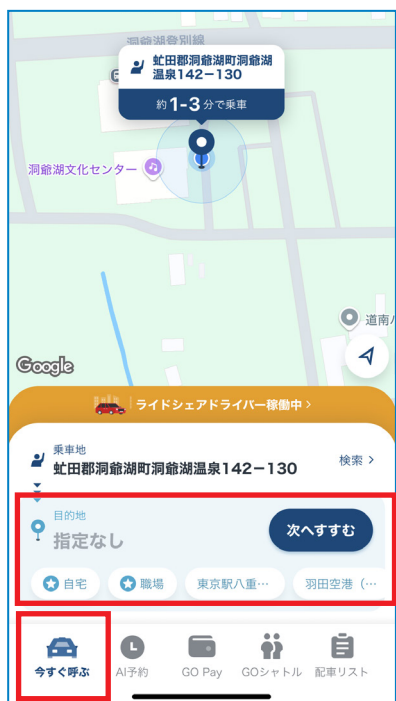 洞爺湖登別線
虻田郡洞爺湖町洞爺湖
温泉142−130
約1-3分で乗車
洞爺湖文化センター
道南バ
Google
ライドシェアドライバー稼働中 >
乗車地
虻田郡洞爺湖町洞爺湖温泉142−130
検索 >
目的地
指定なし
次へすすむ
自宅
職場
東京駅八重…
羽田空港（…
今すぐ呼ぶ
AI予約
GO Pay
GOシャトル
配車リスト